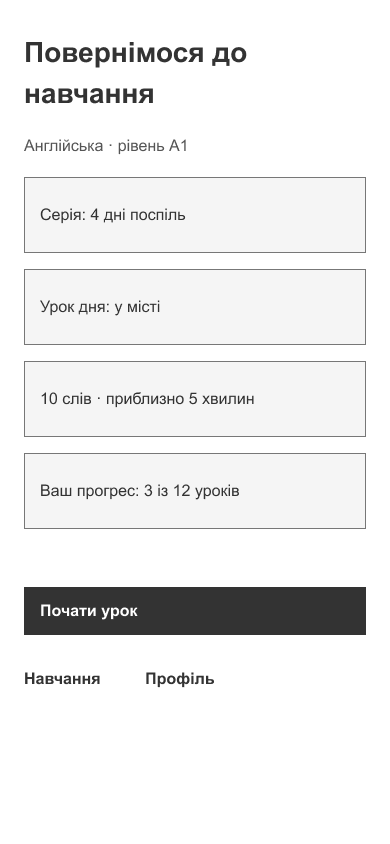 Повернімося до
навчання
Англійська · рівень A1
Серія: 4 дні поспіль
Урок дня: у місті
10 слів · приблизно 5 хвилин
Ваш прогрес: 3 із 12 уроків
Почати урок
Навчання Профіль